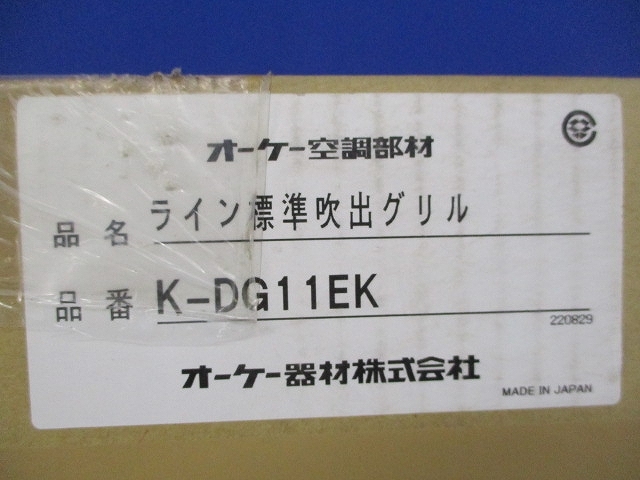 オーケー空調部材
品名 ライン標準吹出グリル
品番 K-DG11EK
220829
オーケー器材株式会社
MADE IN JAPAN